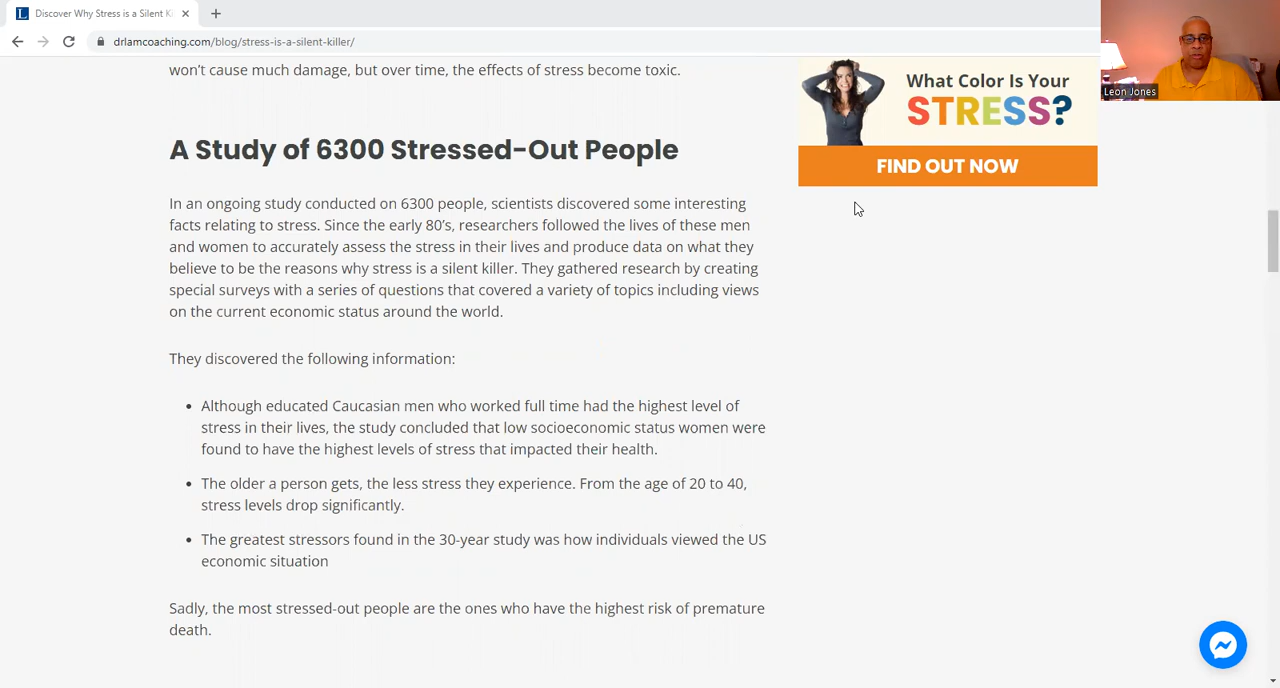 Discover Why Stress is a Silent Ki
drlamcoaching.com/blog/stress-is-a-silent-killer/
Leon Jones
won't cause much damage, but over time, the effects of stress become toxic.
What Color Is Your
STRESS?
FIND OUT NOW
A Study of 6300 Stressed-Out People
In an ongoing study conducted on 6300 people, scientists discovered some interesting
facts relating to stress. Since the early 80's, researchers followed the lives of these men
and women to accurately assess the stress in their lives and produce data on what they
believe to be the reasons why stress is a silent killer. They gathered research by creating
special surveys with a series of questions that covered a variety of topics including views
on the current economic status around the world.
They discovered the following information:
• Although educated Caucasian men who worked full time had the highest level of
stress in their lives, the study concluded that low socioeconomic status women were
found to have the highest levels of stress that impacted their health.
• The older a person gets, the less stress they experience. From the age of 20 to 40,
stress levels drop significantly.
• The greatest stressors found in the 30-year study was how individuals viewed the US
economic situation
Sadly, the most stressed-out people are the ones who have the highest risk of premature
death.